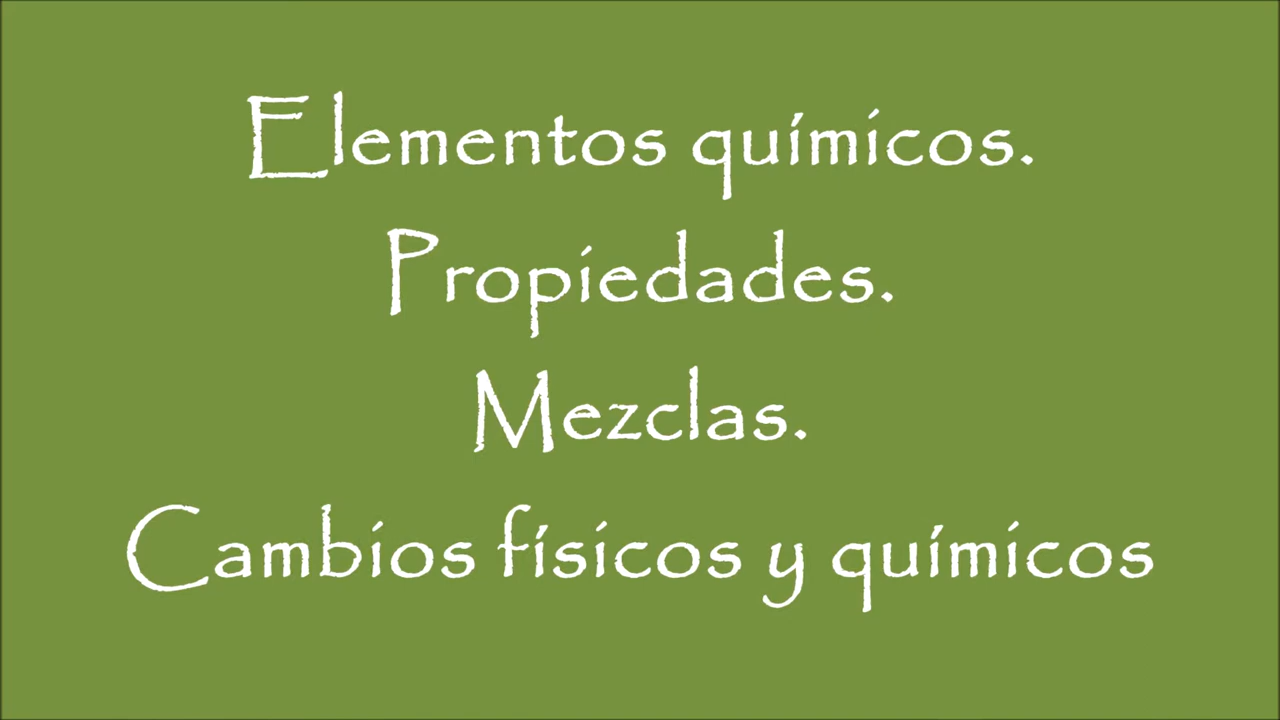 Elementos químicos.
Propiedades.
Mezclas.
Cambios físicos y químicos